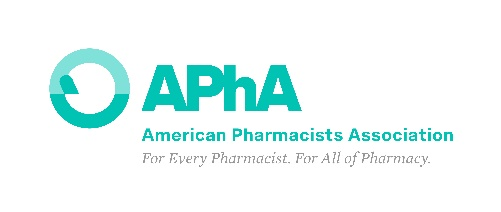 APhA
American Pharmacists Association
For Every Pharmacist. For All of Pharmacy.